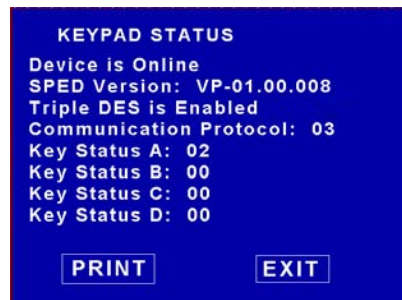 KEYPAD STATUS
Device is Online
SPED Version: VP-01.00.008
Triple DES is Enabled
Communication Protocol: 03
Key Status A: 02
Key Status B: 00
Key Status C: 00
Key Status D: 00
PRINT EXIT